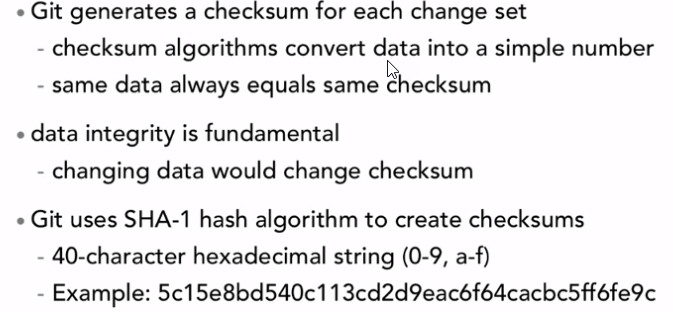 • Git generates a checksum for each change set
- checksum algorithms convert data into a simple number
- same data always equals same checksum
• data integrity is fundamental
- changing data would change checksum
• Git uses SHA-1 hash algorithm to create checksums
- 40-character hexadecimal string (0-9, a-f)
- Example: 5c15e8bd540c113cd2d9eac6f64cacbc5ff6fe9c